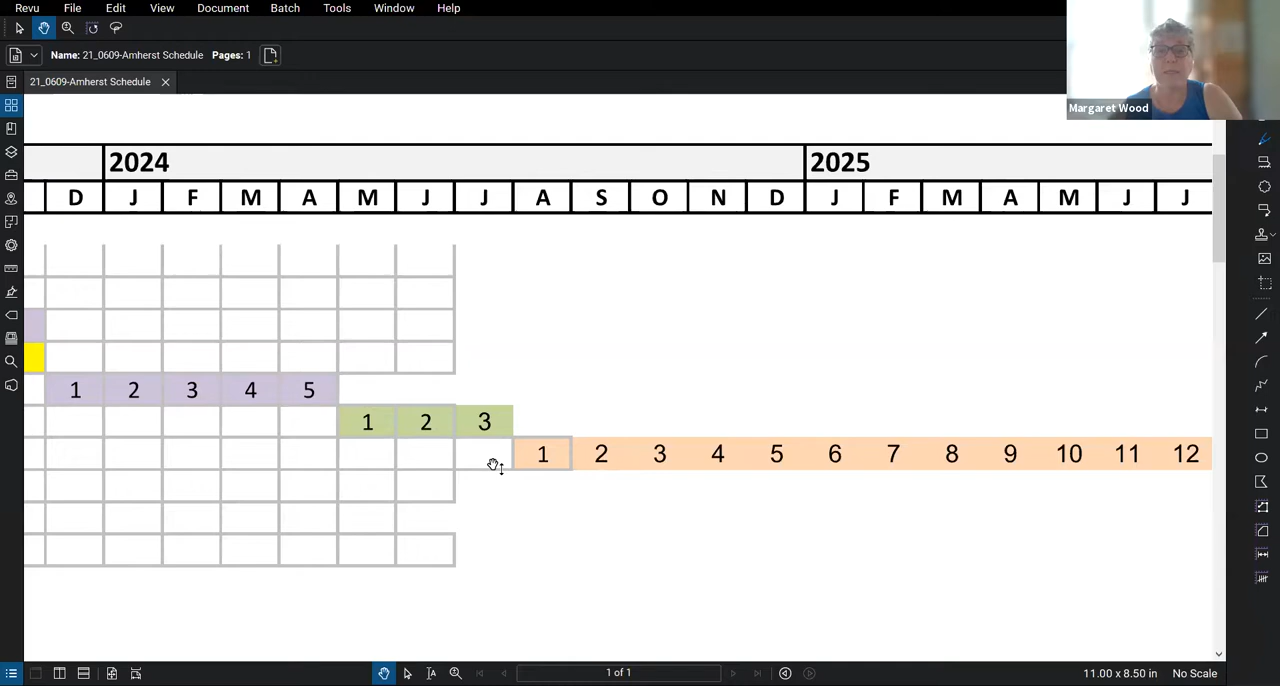 Revu File Edit View Document Batch Tools Window Help
Name: 21_0609-Amherst Schedule Pages: 1
21_0609-Amherst Schedule
Margaret Wood
2024 2025
D J F M A M J J A S O N D J F M A M J J
1 2 3 4 5
1 2 3
1 2 3 4 5 6 7 8 9 10 11 12
1 of 1
11.00 x 8.50 in No Scale